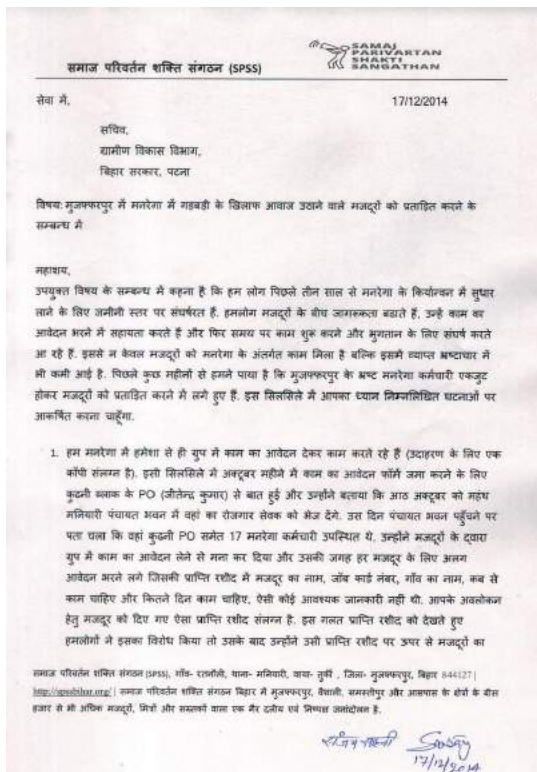 SAMAJ
PARIVARTAN
SHAKTI
SANGATHAN
समाज परिवर्तन शक्ति संगठन (SPSS)
सेवा में,
17/12/2014
सचिव,
ग्रामीण विकास विभाग,
बिहार सरकार, पटना
विषय: मुजफ्फरपुर में मनरेगा में गड़बड़ी के खिलाफ आवाज उठाने वाले मजदूरों को प्रताड़ित करने के
सम्बन्ध में
महाशय,
उपयुक्त विषय के सम्बन्ध में कहना है कि हम लोग पिछले तीन साल से मनरेगा के किर्यान्वन में सुधार
लाने के लिए जमीनी स्तर पर संघर्षरत हैं. हमलोग मजदूरों के बीच जागरूकता बढाते हैं, उन्हें काम का
आवेदन भरने में सहायता करते हैं और फिर समय पर काम शुरू करने और भुगतान के लिए संघर्ष करते
आ रहे हैं. इससे न केवल मजदूरों को मनरेगा के अंतर्गत काम मिला है बल्कि इसमें व्याप्त भ्रष्टाचार में
भी कमी आई है. पिछले कुछ महीनों से हमने पाया है कि मुजफ्फरपुर के भ्रष्ट मनरेगा कर्मचारी एकजुट
होकर मजदूरों को प्रताड़ित करने में लगे हुए हैं. इस सिलसिले में आपका ध्यान निम्नलिखित घटनाओं पर
आकर्षित करना चाहूँगा.
1. हम मनरेगा में हमेशा से ही ग्रुप में काम का आवेदन देकर काम करते रहे हैं (उदाहरण के लिए एक
कॉपी संलग्न है). इसी सिलसिले में अक्टूबर महीने में काम का आवेदन फॉर्म जमा करने के लिए
कुढनी ब्लाक के PO (जीतेन्द्र कुमार) से बात हुई और उन्होंने बताया कि आठ अक्टूबर को महंथ
मनियारी पंचायत भवन में वहां का रोजगार सेवक को भेज देंगे. उस दिन पंचायत भवन पहुँचने पर
पता चला कि वहां कुढनी PO समेत 17 मनरेगा कर्मचारी उपस्थित थे. उन्होंने मजदूरों के द्वारा
ग्रुप में काम का आवेदन लेने से मना कर दिया और उसकी जगह हर मजदूर के लिए अलग
आवेदन भरने लगे जिसकी प्राप्ति रशीद में मजदूर का नाम, जॉब कार्ड नंबर, गाँव का नाम, कब से
काम चाहिए और कितने दिन काम चाहिए, ऐसी कोई आवश्यक जानकारी नहीं थी. आपके अवलोकन
हेतु मजदूर को दिए गए ऐसा प्राप्ति रशीद संलग्न है. इस गलत प्राप्ति रशीद को देखते हुए
हमलोगों ने इसका विरोध किया तो उसके बाद उन्होंने उसी प्राप्ति रशीद पर ऊपर से मजदूरों का
समाज परिवर्तन शक्ति संगठन (SPSS), गाँव- रतनौली, थाना- मनियारी, वाया- तुर्की , जिला- मुजफ्फरपुर, बिहार 844127|
http://spssbihar.org/ | समाज परिवर्तन शक्ति संगठन बिहार में मुजफ्फरपुर, वैशाली, समस्तीपुर और आसपास के क्षेत्रों के बीस
हजार से भी अधिक मजदूरों, मित्रों और समर्थकों वाला एक गैर दलीय एवं निष्पक्ष जनांदोलन है.
संजय सहनी
17/12/2014